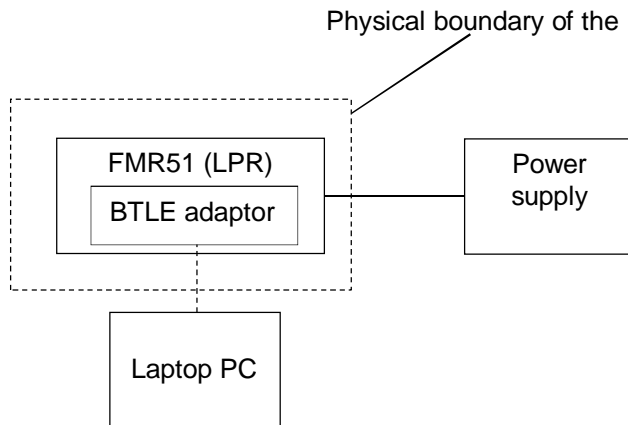 Physical boundary of the
FMR51 (LPR)
BTLE adaptor
Power
supply
Laptop PC